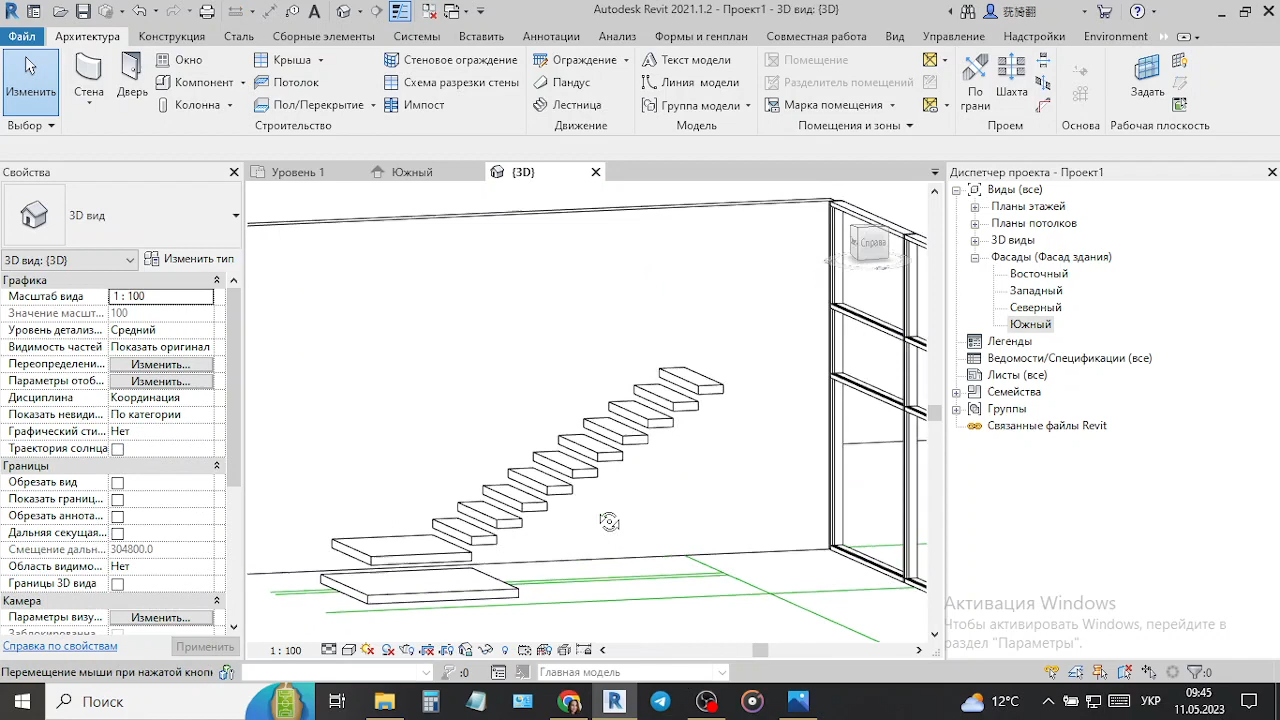 Autodesk Revit 2021.1.2 - Проект1 - 3D вид: {3D}
Файл Архитектура Конструкция Сталь Сборные элементы Системы Вставить Аннотации Анализ Формы и генплан Совместная работа Вид Управление Надстройки Environment
Изменить
Стена
Дверь
Окно
Компонент
Колонна
Крыша
Потолок
Пол/Перекрытие
Стеновое ограждение
Схема разрезки стены
Импост
Ограждение
Пандус
Лестница
Текст модели
Линия модели
Группа модели
Помещение
Разделитель помещений
Марка помещения
По грани
Шахта
Задать
Выбор Строительство Движение Модель Помещения и зоны Проем Основа Рабочая плоскость
Свойства
3D вид
3D вид: {3D} Изменить тип
Графика
Масштаб вида 1 : 100
Значение масшт... 100
Уровень детализ... Средний
Видимость частей Показать оригинал
Переопределени... Изменить...
Параметры отоб... Изменить...
Дисциплина Координация
Показать невиди... По категории
Графический сти... Нет
Траектория солнца
Границы
Обрезать вид
Показать границ...
Обрезать аннота...
Дальняя секущая...
Смещение дальн... 304800.0
Область видимо... Нет
Границы 3D вида
Камера
Параметры визу... Изменить...
Справка по свойствам Применить
Уровень 1 Южный {3D}
Справа
1 : 100
Диспетчер проекта - Проект1
Виды (все)
Планы этажей
Планы потолков
3D виды
Фасады (Фасад здания)
Восточный
Западный
Северный
Южный
Легенды
Ведомости/Спецификации (все)
Листы (все)
Семейства
Группы
Связанные файлы Revit
Активация Windows
Чтобы активировать Windows, перейдите в
раздел "Параметры".
Перемещение мыши при нажатой кноп :0 Главная модель :0
Поиск
12°C
УКР
09:45
11.05.2023